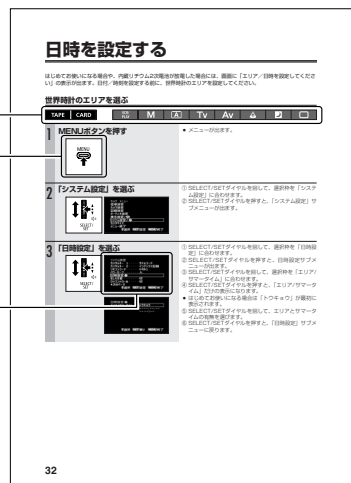 日時を設定する
はじめてお使いになる場合や、内蔵リチウム2次電池が放電した場合には、画面に「エリア／日時を設定してくださ
い」の表示が出ます。日付／時刻を設定する前に、世界時計のエリアを設定してください。
世界時計のエリアを選ぶ
TAPE CARD M A Tv Av
1 MENUボタンを押す
● メニューが出ます。
MENU
2 「システム設定」を選ぶ
① SELECT/SETダイヤルを回して、選択枠を「システ
ム設定」に合わせます。
② SELECT/SETダイヤルを押すと、「システム設定」サ
ブメニューが出ます。
SELECT/
SET
3 「日時設定」を選ぶ
① SELECT/SETダイヤルを回して、選択枠を「日時設
定」に合わせます。
② SELECT/SETダイヤルを押すと、日時設定サブメ
ニューが出ます。
③ SELECT/SETダイヤルを回して、選択枠を「エリア/
サマータイム」に合わせます。
④ SELECT/SETダイヤルを押すと、「エリア/サマータ
イム」だけの表示になります。
● はじめてお使いになる場合は「トウキョウ」が最初に
表示されます。
⑤ SELECT/SETダイヤルを回して、エリアとサマータ
イムの有無を選びます。
⑥ SELECT/SETダイヤルを押すと、「日時設定」サブメ
ニューに戻ります。
SELECT/
SET
32